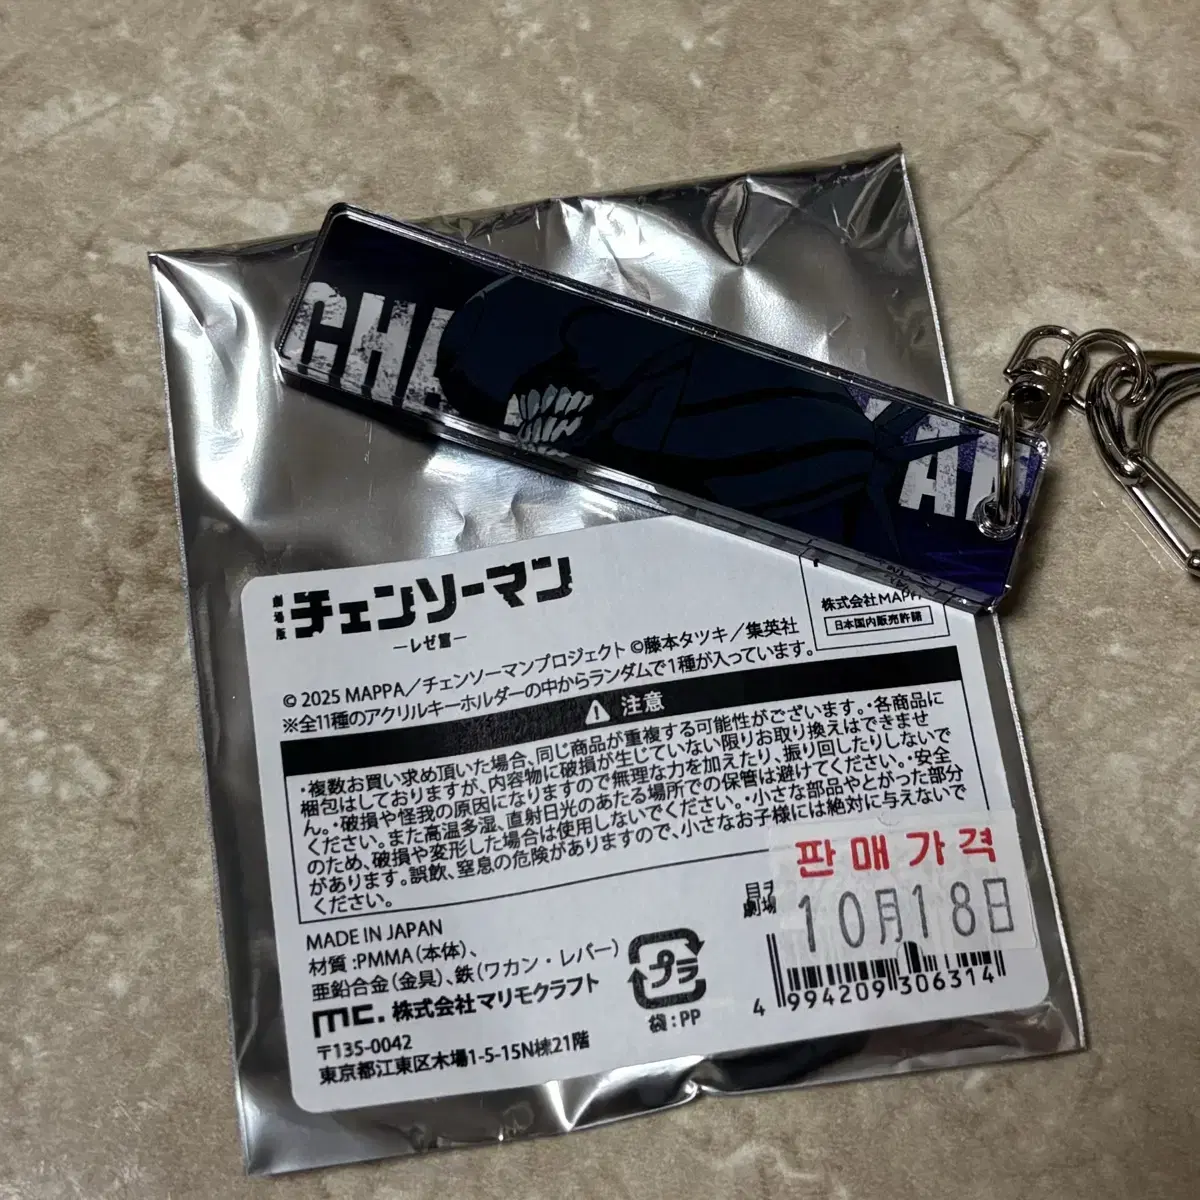 CHA
AI
劇場版
チェンソーマン
—レゼ篇—
株式会社MAPPA
日本国内販売許諾
© 2025 MAPPA／チェンソーマンプロジェクト ©藤本タツキ／集英社
※全11種のアクリルキーホルダーの中からランダムで1種が入っています。
注意
・複数お買い求め頂いた場合、同じ商品が重複する可能性がございます。・各商品に
梱包はしておりますが、内容物に破損が生じていない限りお取り換えはできませ
ん。・破損や怪我の原因になりますので無理な力を加えたり、振り回したりしないで
ください。また高温多湿、直射日光のあたる場所での保管は避けてください。・安全
のため、破損や変形した場合は使用しないでください。・小さな部品やとがった部分
があります。誤飲、窒息の危険がありますので、小さなお子様には絶対に与えないで
ください。
MADE IN JAPAN
材質:PMMA(本体)、
亜鉛合金(金具)、鉄(ワカン・レバー)
プラ
袋:PP
mc. 株式会社マリモクラフト
〒135-0042
東京都江東区木場1-5-15N棟21階
劇場
판매가격
10月18日
4 994209 306314